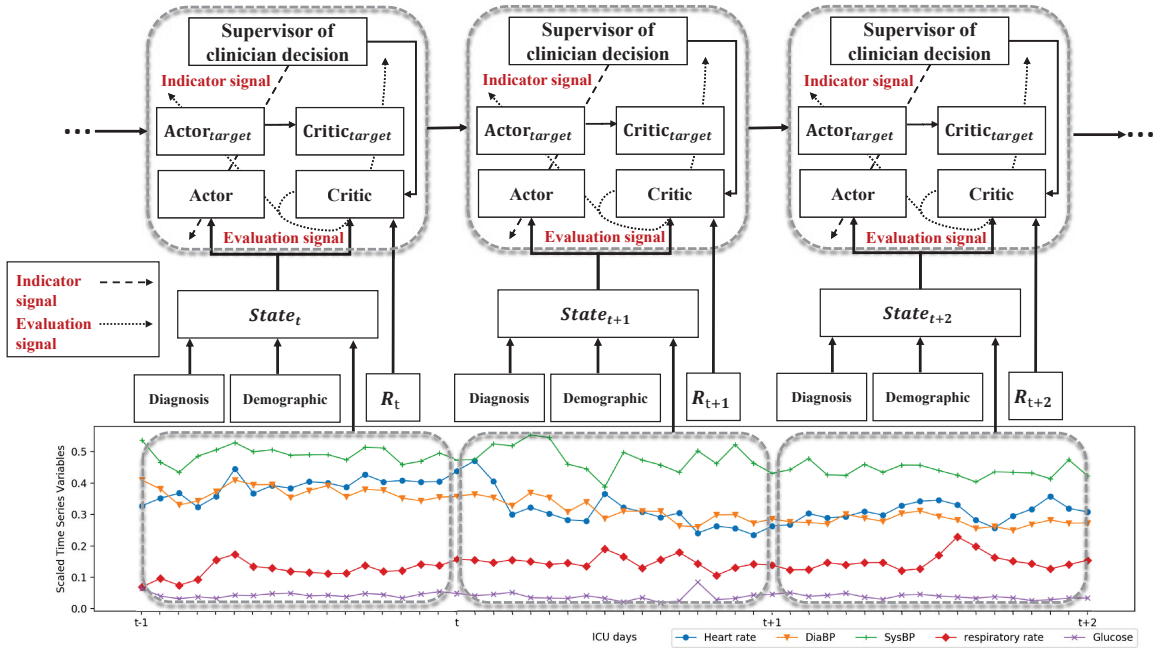 Supervisor of
clinician decision
Indicator signal
Actor_target
Critic_target
Actor
Critic
Evaluation signal
Supervisor of
clinician decision
Indicator signal
Actor_target
Critic_target
Actor
Critic
Evaluation signal
Supervisor of
clinician decision
Indicator signal
Actor_target
Critic_target
Actor
Critic
Evaluation signal
Indicator
signal
Evaluation
signal
State_t
State_t+1
State_t+2
Diagnosis
Demographic
R_t
Diagnosis
Demographic
R_t+1
Diagnosis
Demographic
R_t+2
Scaled Time Series Variables
0.5
0.4
0.3
0.2
0.1
0.0
t-1
t
t+1
t+2
ICU days
Heart rate
DiaBP
SysBP
respiratory rate
Glucose